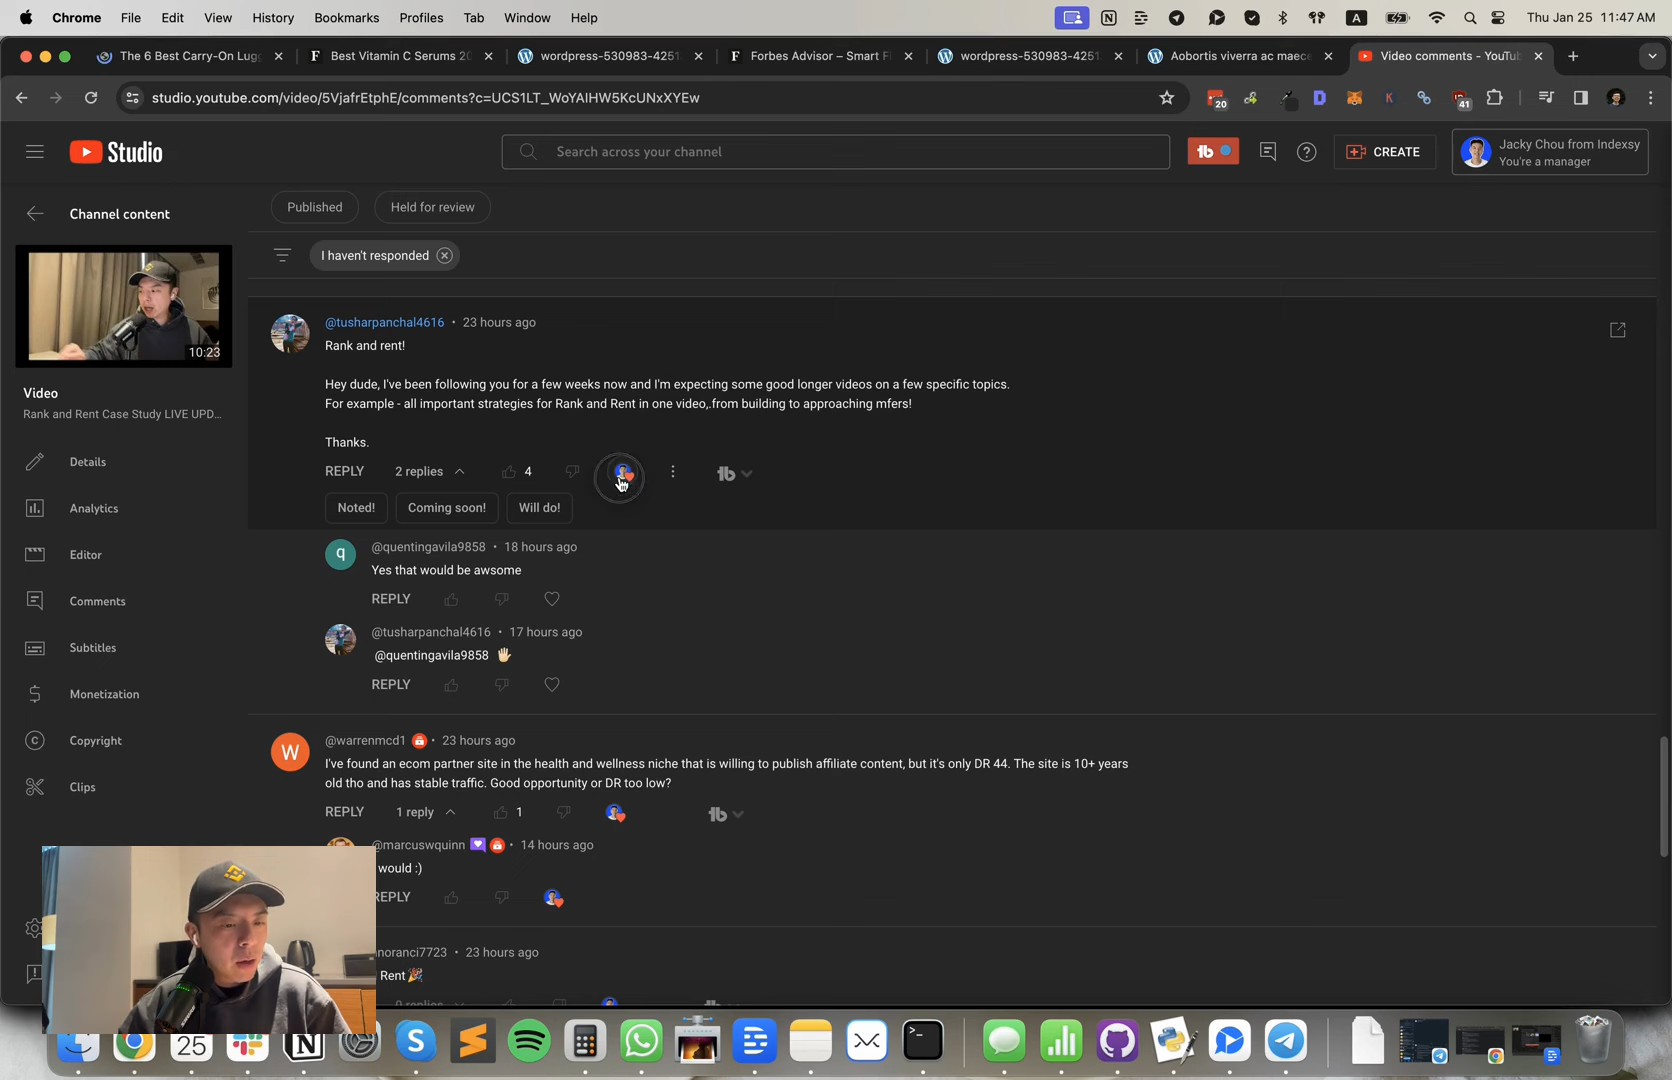 Chrome File Edit View History Bookmarks Profiles Tab Window Help
A
Thu Jan 25 11:47 AM
The 6 Best Carry-On Lugg
Best Vitamin C Serums 20
wordpress-530983-4251
Forbes Advisor – Smart Fi
wordpress-530983-4251
Aobortis viverra ac maece
Video comments - YouTub
studio.youtube.com/video/5VjafrEtphE/comments?c=UCS1LT_WoYAIHW5KcUNxXYEw
20
D
K
41
Studio
Search across your channel
CREATE
Jacky Chou from Indexsy
You're a manager
Channel content
Published
Held for review
I haven't responded
10:23
Video
Rank and Rent Case Study LIVE UPD...
Details
Analytics
Editor
Comments
Subtitles
Monetization
Copyright
Clips
@tusharpanchal4616 • 23 hours ago
Rank and rent!
Hey dude, I've been following you for a few weeks now and I'm expecting some good longer videos on a few specific topics.
For example - all important strategies for Rank and Rent in one video,.from building to approaching mfers!
Thanks.
REPLY 2 replies 4
Noted! Coming soon! Will do!
q
@quentingavila9858 • 18 hours ago
Yes that would be awsome
REPLY
@tusharpanchal4616 • 17 hours ago
@quentingavila9858 🖐🏻
REPLY
W
@warrenmcd1 • 23 hours ago
I've found an ecom partner site in the health and wellness niche that is willing to publish affiliate content, but it's only DR 44. The site is 10+ years
old tho and has stable traffic. Good opportunity or DR too low?
REPLY 1 reply 1
@marcuswquinn • 14 hours ago
would :)
REPLY
noranci7723 • 23 hours ago
Rent 🎉
0 replies
25